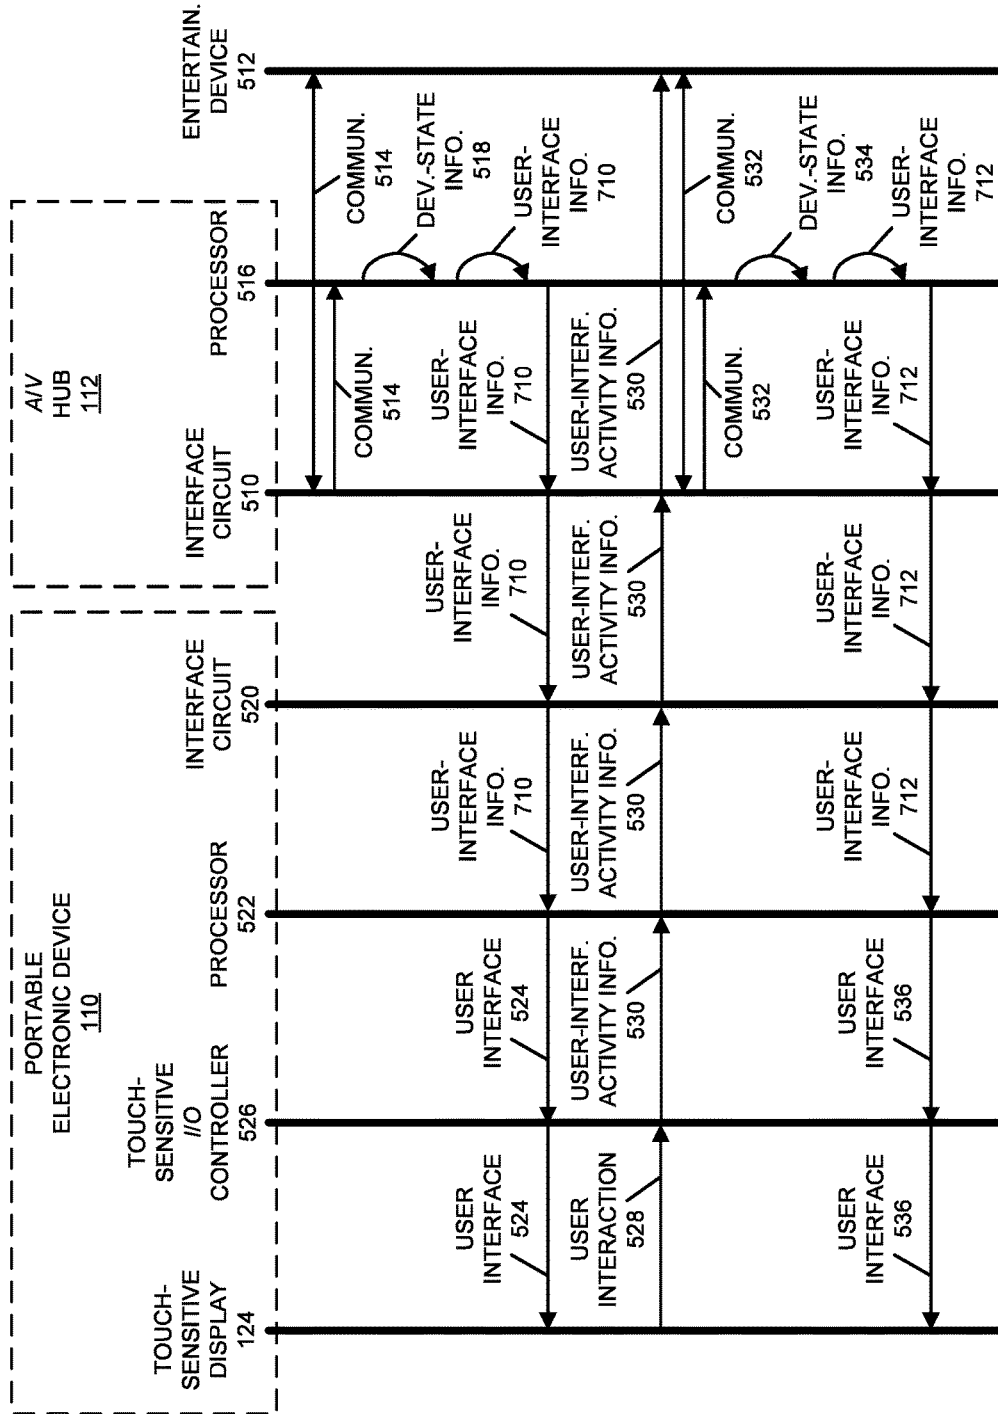 PORTABLE
ELECTRONIC DEVICE
110
TOUCH-
SENSITIVE
DISPLAY
124
TOUCH-
SENSITIVE
I/O
CONTROLLER
526
PROCESSOR
522
INTERFACE
CIRCUIT
520
A/V
HUB
112
INTERFACE
CIRCUIT
510
PROCESSOR
516
ENTERTAIN.
DEVICE
512
COMMUN.
514
COMMUN.
514
DEV.-STATE
INFO.
518
USER-
INTERFACE
INFO.
710
USER
INTERFACE
524
USER
INTERFACE
524
USER-
INTERFACE
INFO.
710
USER-
INTERFACE
INFO.
710
USER-
INTERFACE
INFO.
710
USER
INTERACTION
528
USER-INTERF.
ACTIVITY INFO.
530
USER-INTERF.
ACTIVITY INFO.
530
USER-INTERF.
ACTIVITY INFO.
530
USER-INTERF.
ACTIVITY INFO.
530
COMMUN.
532
COMMUN.
532
DEV.-STATE
INFO.
534
USER-
INTERFACE
INFO.
712
USER
INTERFACE
536
USER
INTERFACE
536
USER-
INTERFACE
INFO.
712
USER-
INTERFACE
INFO.
712
USER-
INTERFACE
INFO.
712